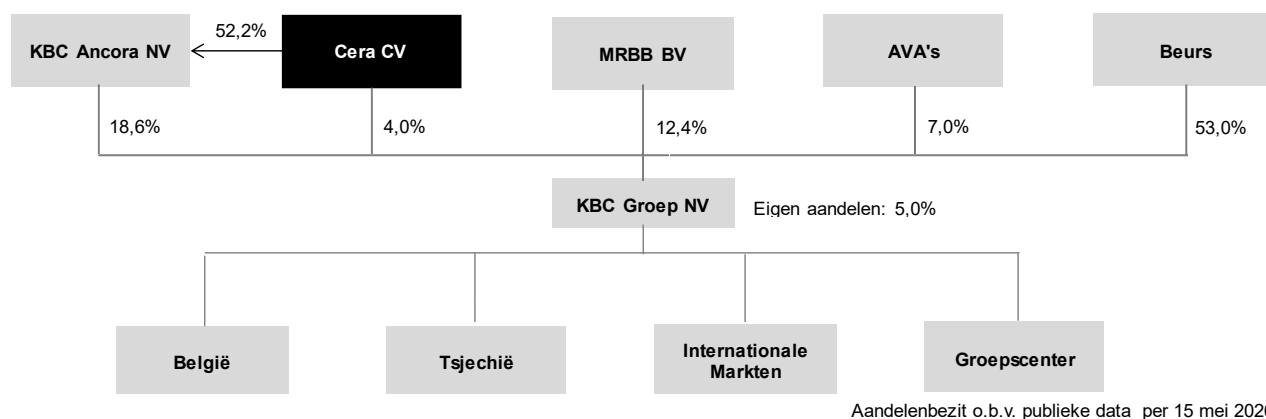 52,2%
KBC Ancora NV
Cera CV
MRBB BV
AVA's
Beurs
18,6%
4,0%
12,4%
7,0%
53,0%
KBC Groep NV
Eigen aandelen: 5,0%
België
Tsjechië
Internationale
Markten
Groepscenter
Aandelenbezit o.b.v. publieke data per 15 mei